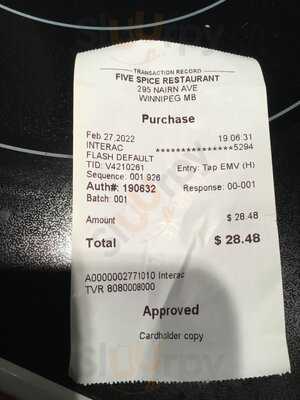 TRANSACTION RECORD
FIVE SPICE RESTAURANT
295 NAIRN AVE
WINNIPEG MB
Purchase
Feb 27,2022 19:06:31
INTERAC ***************5294
FLASH DEFAULT
TID: V4210261 Entry: Tap EMV (H)
Sequence: 001 926
Auth#: 190632 Response: 00-001
Batch: 001
Amount $ 28.48
Total $ 28.48
A0000002771010 Interac
TVR 8080008000
Approved
Cardholder copy